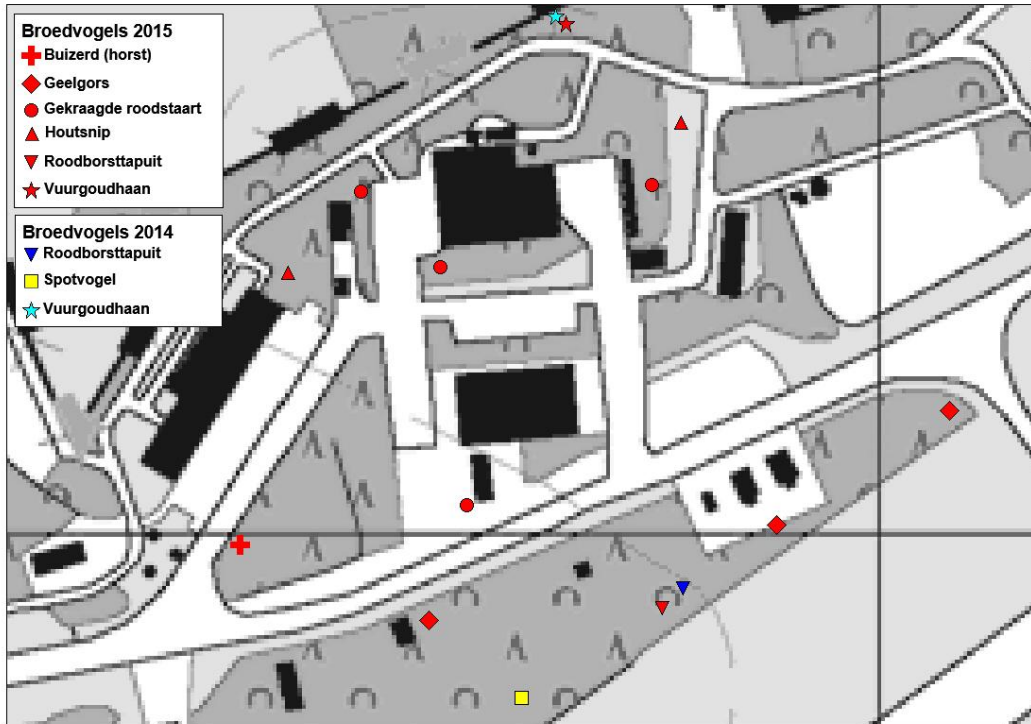 Broedvogels 2015
Buizerd (horst)
Geelgors
Gekraagde roodstaart
Houtsnip
Roodborsttapuit
Vuurgoudhaan
Broedvogels 2014
Roodborsttapuit
Spotvogel
Vuurgoudhaan